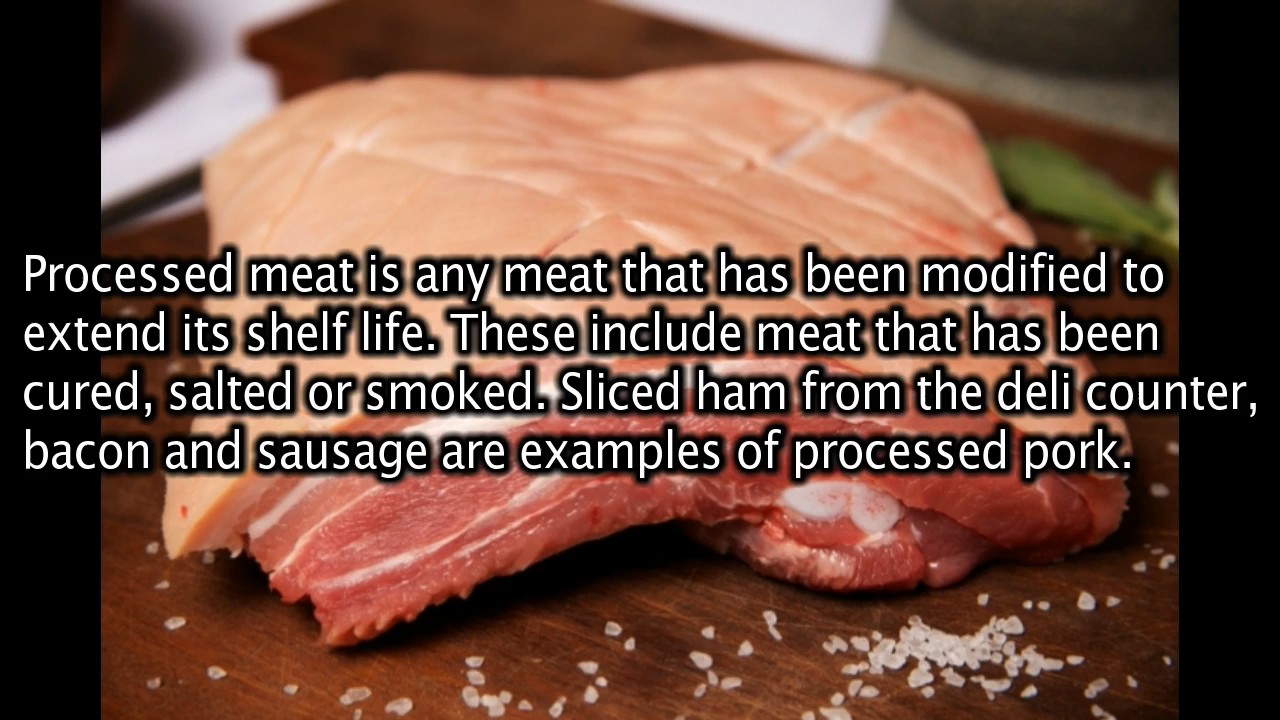 Processed meat is any meat that has been modified to
extend its shelf life. These include meat that has been
cured, salted or smoked. Sliced ham from the deli counter,
bacon and sausage are examples of processed pork.